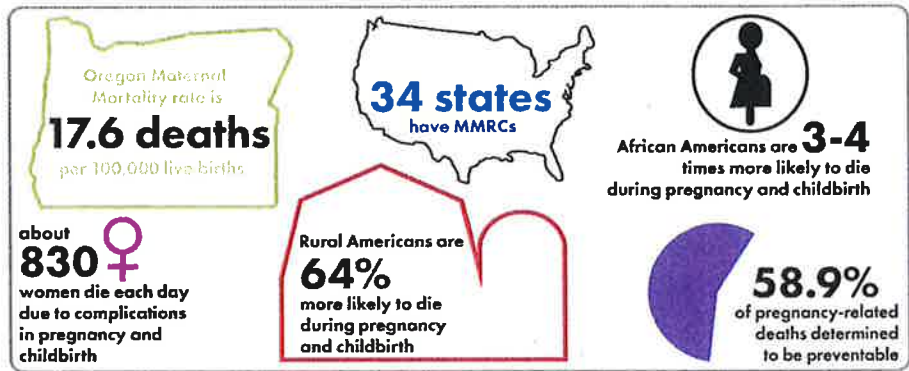 Oregon Maternal
Mortality rate is
17.6 deaths
per 100,000 live births
34 states
have MMRCs
African Americans are 3-4
times more likely to die
during pregnancy and childbirth
about
830
women die each day
due to complications
in pregnancy and
childbirth
Rural Americans are
64%
more likely to die
during pregnancy
and childbirth
58.9%
of pregnancy-related
deaths determined
to be preventable